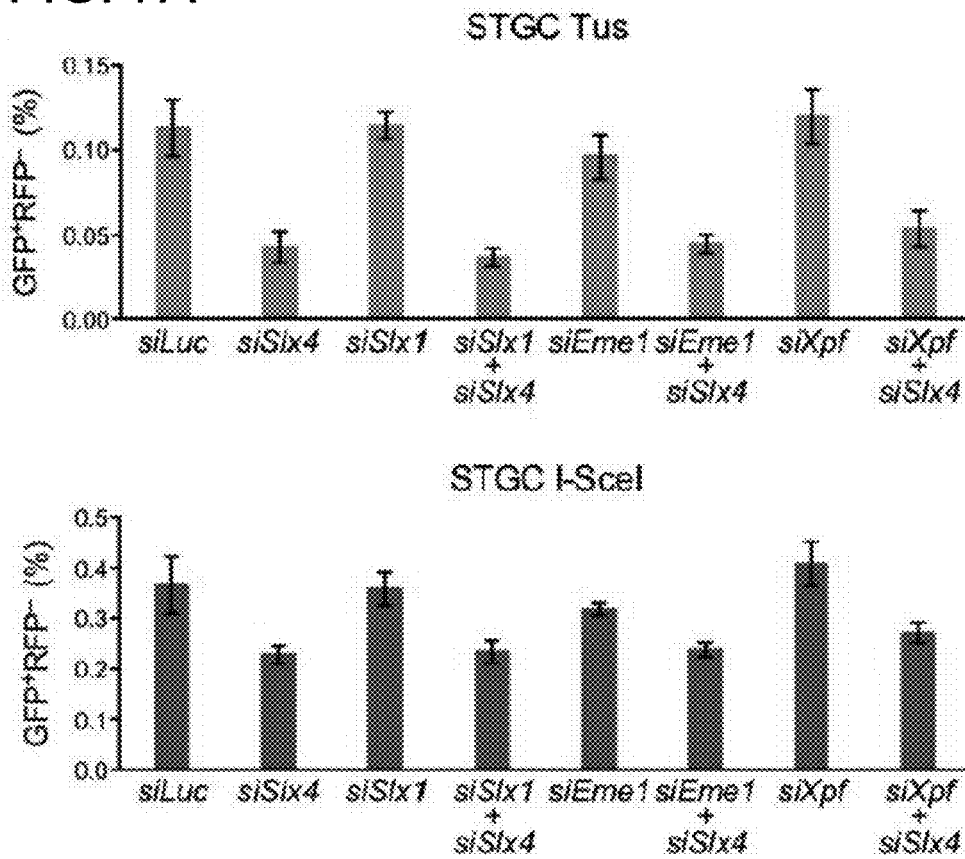 STGC Tus
GFP⁺RFP⁻ (%)
0.15
0.10
0.05
0.00
siLuc siSlx4 siSlx1 siSlx1 siEme1 siEme1 siXpf siXpf
+ + +
siSlx4 siSlx4 siSlx4
STGC I-SceI
GFP⁺RFP⁻ (%)
0.5
0.4
0.3
0.2
0.1
0.0
siLuc siSlx4 siSlx1 siSlx1 siEme1 siEme1 siXpf siXpf
+ + +
siSlx4 siSlx4 siSlx4